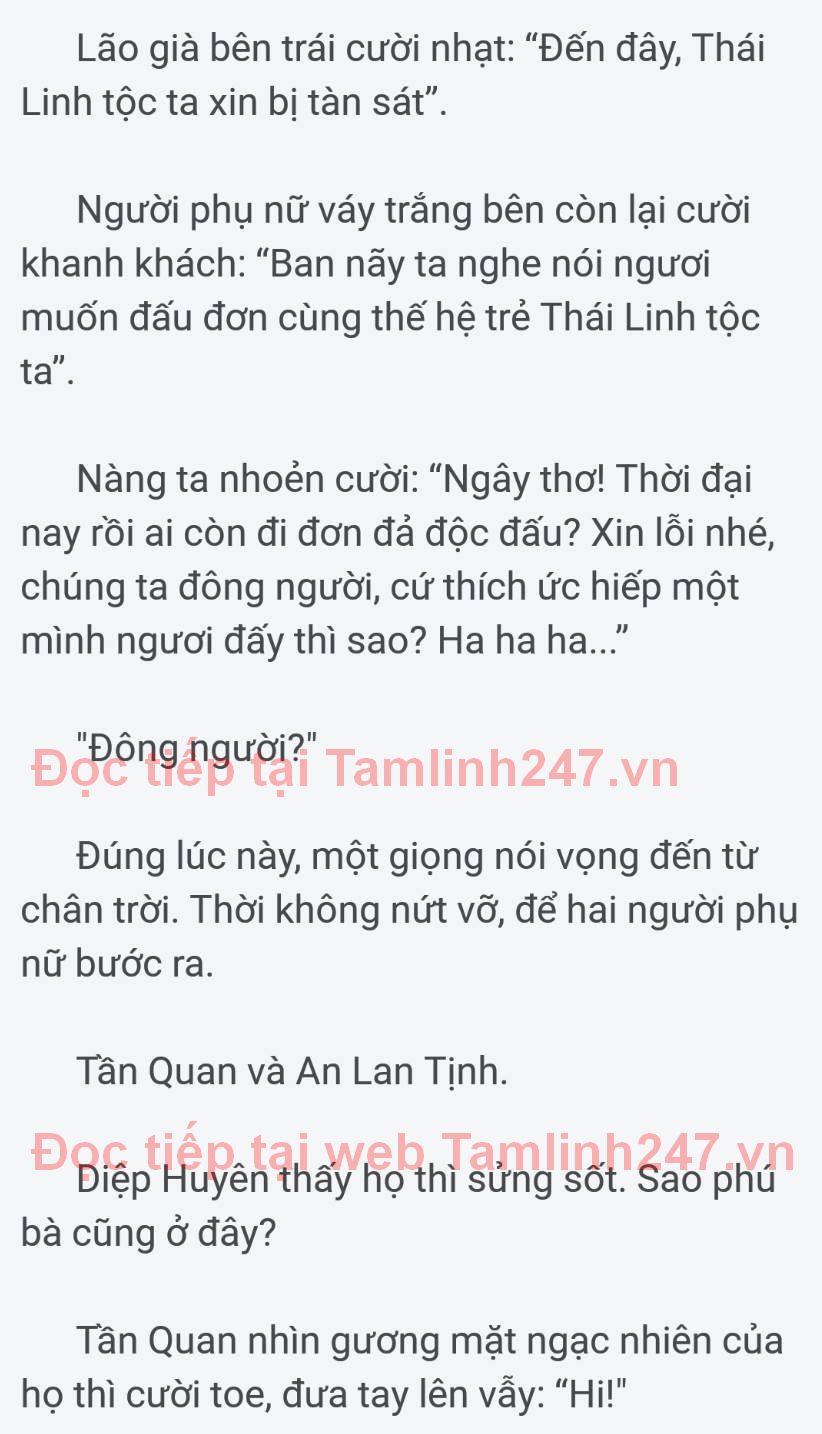 Lão già bên trái cười nhạt: “Đến đây, Thái
Linh tộc ta xin bị tàn sát”.
Người phụ nữ váy trắng bên còn lại cười
khanh khách: “Ban nãy ta nghe nói ngươi
muốn đấu đơn cùng thế hệ trẻ Thái Linh tộc
ta”.
Nàng ta nhoẻn cười: “Ngây thơ! Thời đại
nay rồi ai còn đi đơn đả độc đấu? Xin lỗi nhé,
chúng ta đông người, cứ thích ức hiếp một
mình ngươi đấy thì sao? Ha ha ha...”
"Đông người?"
Đọc tiếp tại Tamlinh247.vn
Đúng lúc này, một giọng nói vọng đến từ
chân trời. Thời không nứt vỡ, để hai người phụ
nữ bước ra.
Tần Quan và An Lan Tịnh.
Đọc tiếp tại web Tamlinh247.vn
Diệp Huyên thấy họ thì sửng sốt. Sao phú
bà cũng ở đây?
Tần Quan nhìn gương mặt ngạc nhiên của
họ thì cười toe, đưa tay lên vẫy: “Hi!"